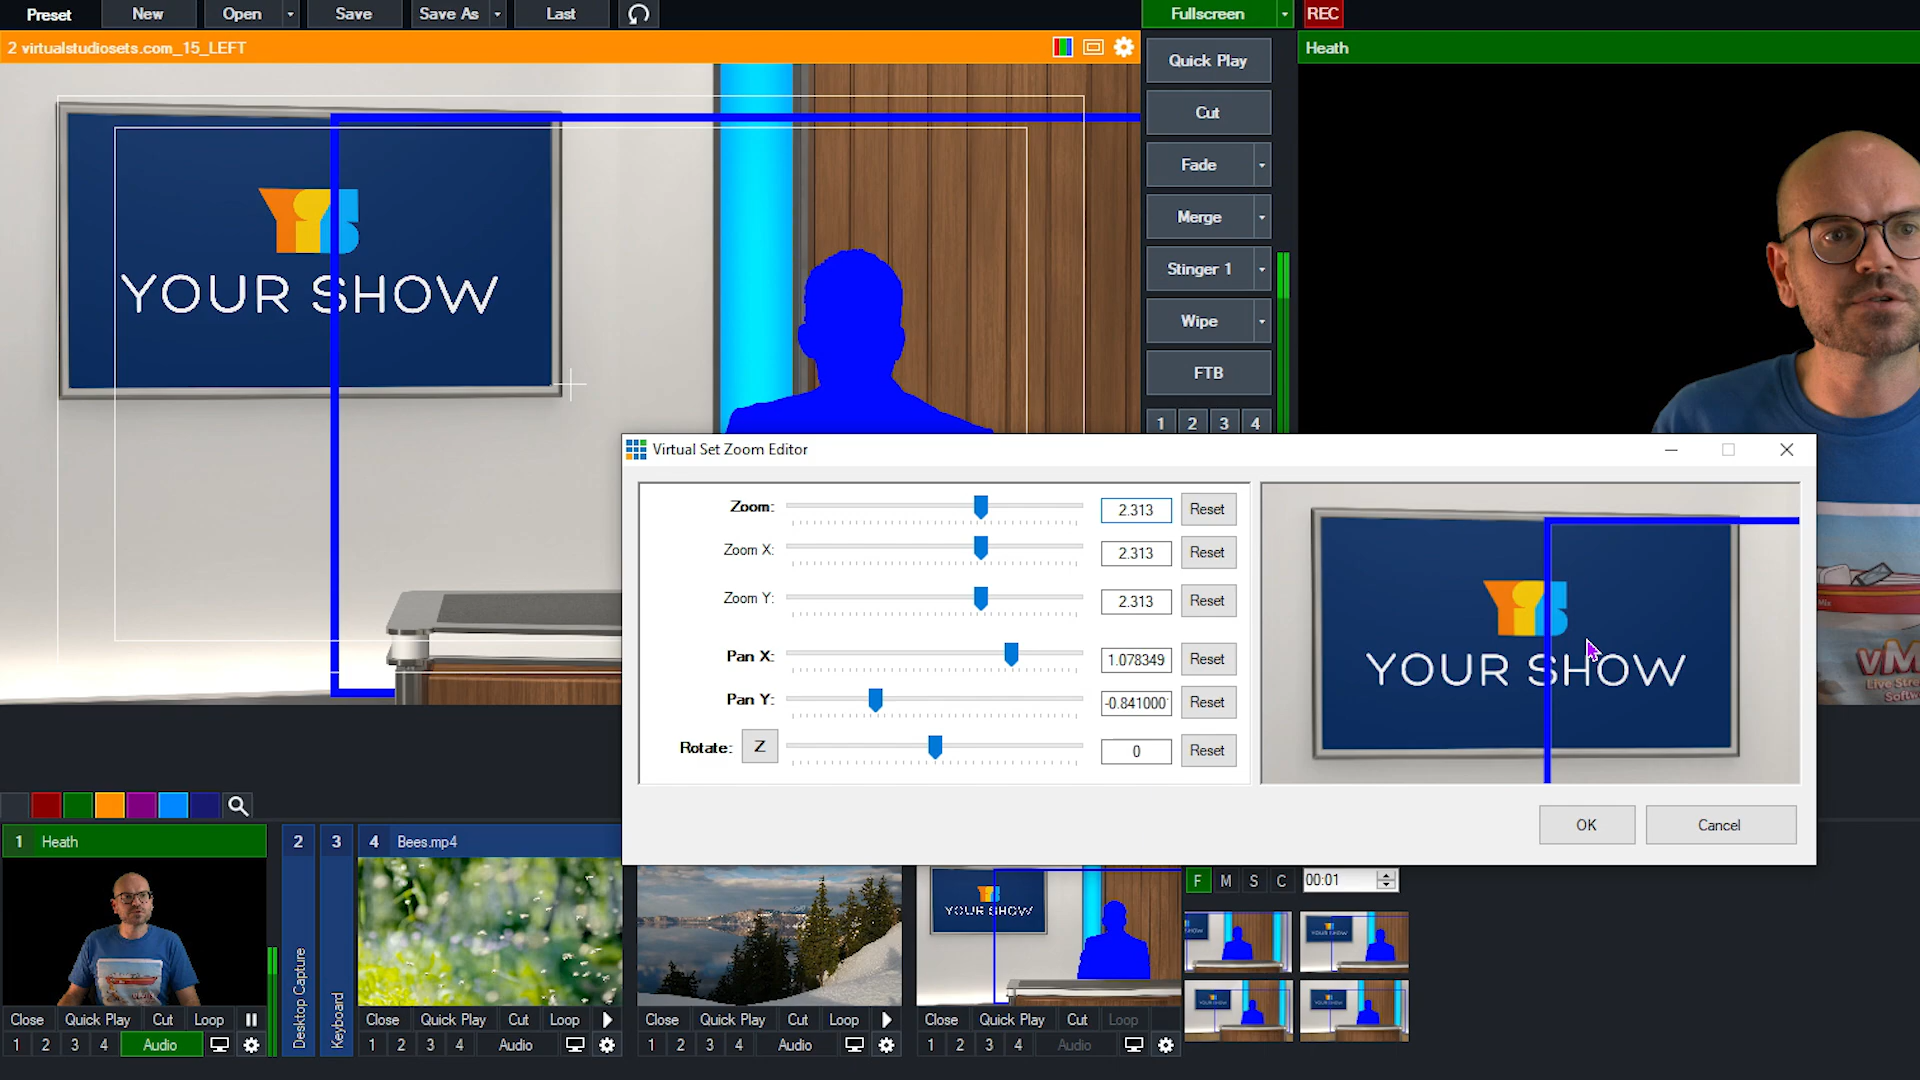 Preset New Open Save Save As Last Fullscreen REC
2 virtualstudiosets.com_15_LEFT
Heath
YOUR SHOW
Quick Play
Cut
Fade
Merge
Stinger 1
Wipe
FTB
1 2 3 4
Virtual Set Zoom Editor
Zoom: 2.313 Reset
Zoom X: 2.313 Reset
Zoom Y: 2.313 Reset
Pan X: 1.078349 Reset
Pan Y: -0.841000 Reset
Rotate: Z 0 Reset
YOUR SHOW
OK Cancel
vM
Live Stre
Softw
1 Heath
2
Desktop Capture
3
Keyboard
4 Bees.mp4
YOUR SHOW
F M S C 00:01
Close Quick Play Cut Loop
1 2 3 4 Audio
Close Quick Play Cut Loop
1 2 3 4 Audio
Close Quick Play Cut Loop
1 2 3 4 Audio
Close Quick Play Cut Loop
1 2 3 4 Audio